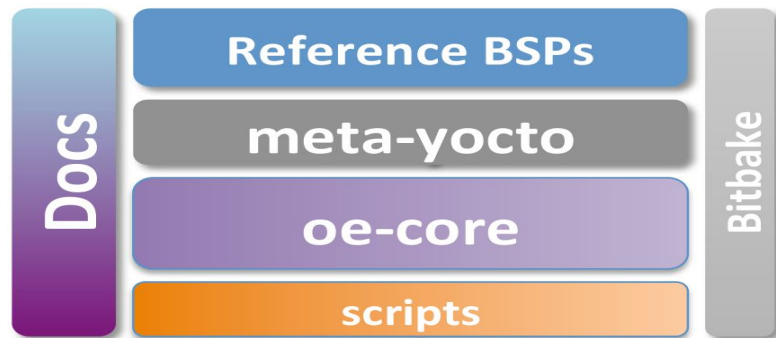 Docs
Reference BSPs
meta-yocto
oe-core
scripts
Bitbake